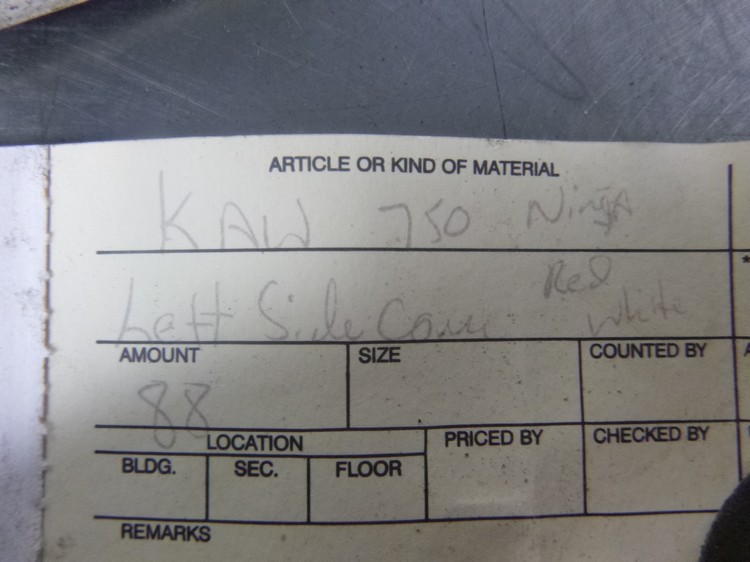 ARTICLE OR KIND OF MATERIAL
KAW 750 Ninja
Left Side Cover Red White
AMOUNT SIZE COUNTED BY
88
LOCATION PRICED BY CHECKED BY
BLDG. SEC. FLOOR
REMARKS